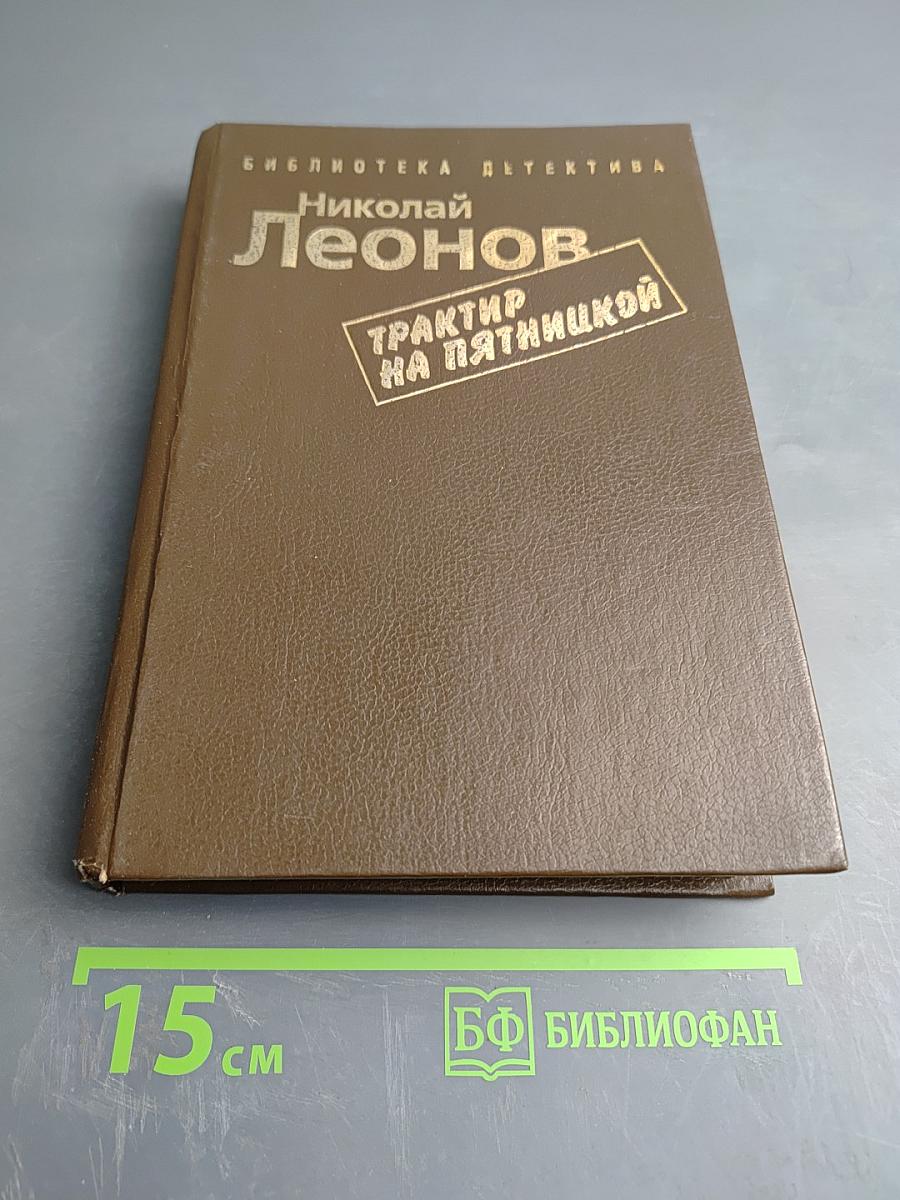 БИБЛИОТЕКА ДЕТЕКТИВА
Николай
Леонов
ТРАКТИР
НА ПЯТНИЦКОЙ
15 см
БФ БИБЛИОФАН